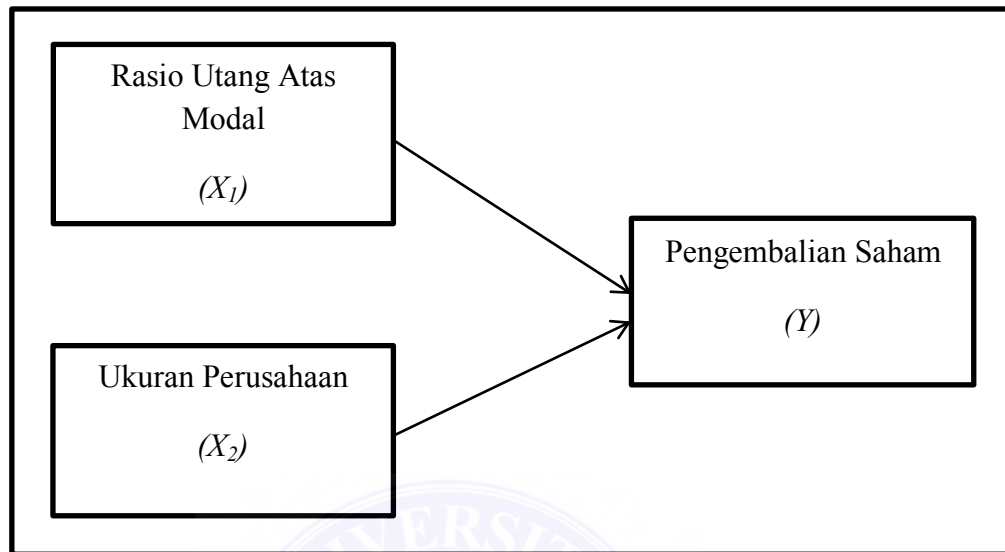 Rasio Utang Atas
Modal
(X₁)
Pengembalian Saham
(Y)
Ukuran Perusahaan
(X₂)